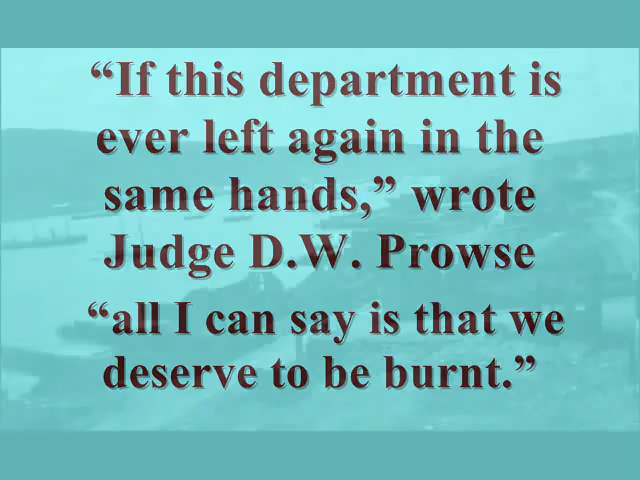 “If this department is
ever left again in the
same hands,” wrote
Judge D.W. Prowse
“all I can say is that we
deserve to be burnt.”